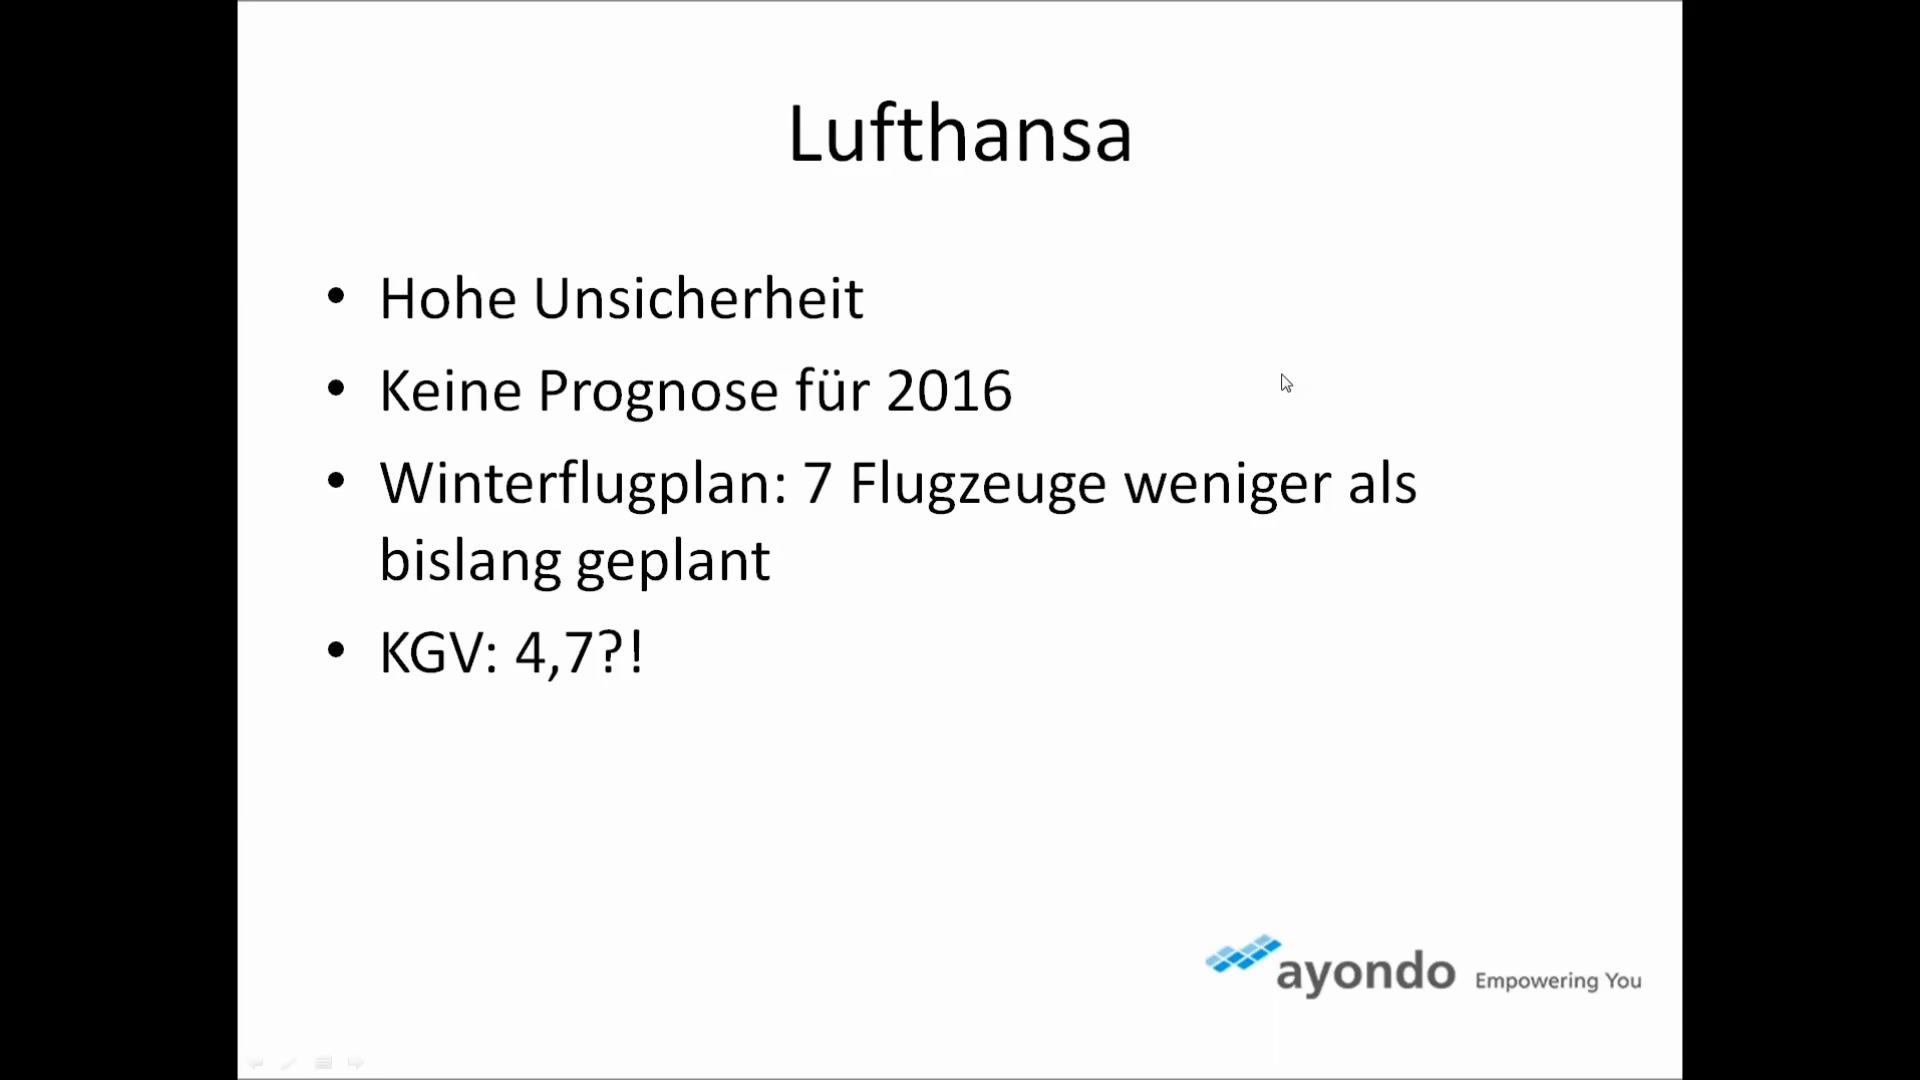 Lufthansa
• Hohe Unsicherheit
• Keine Prognose für 2016
• Winterflugplan: 7 Flugzeuge weniger als
bislang geplant
• KGV: 4,7?!
ayondo Empowering You